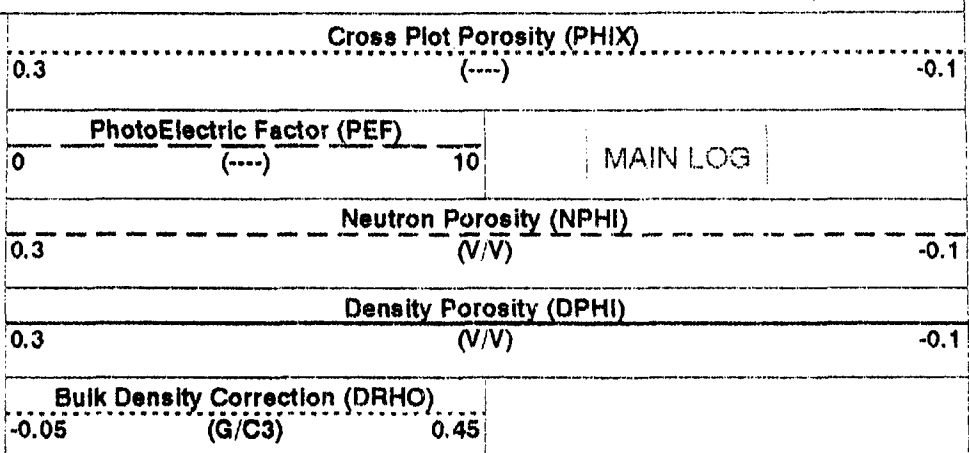 Cross Plot Porosity (PHIX)
0.3 (----) -0.1
PhotoElectric Factor (PEF)
0 (----) 10
MAIN LOG
Neutron Porosity (NPHI)
0.3 (V/V) -0.1
Density Porosity (DPHI)
0.3 (V/V) -0.1
Bulk Density Correction (DRHO)
-0.05 (G/C3) 0.45